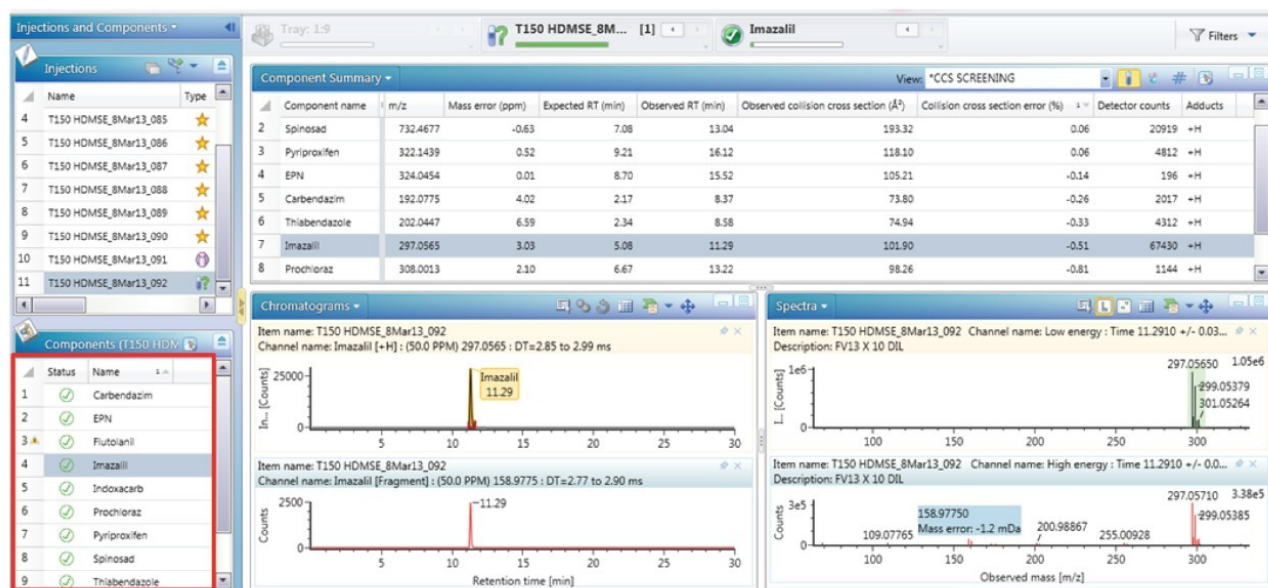 Injections and Components
Tray: 1:9
T150 HDMSE_8M... [1]
Imazalil
Filters
Injections
Name Type
4 T150 HDMSE_8Mar13_085
5 T150 HDMSE_8Mar13_086
6 T150 HDMSE_8Mar13_087
7 T150 HDMSE_8Mar13_088
8 T150 HDMSE_8Mar13_089
9 T150 HDMSE_8Mar13_090
10 T150 HDMSE_8Mar13_091
11 T150 HDMSE_8Mar13_092
Component Summary View: *CCS SCREENING
Component name m/z Mass error (ppm) Expected RT (min) Observed RT (min) Observed collision cross section (Å²) Collision cross section error (%) 1 Detector counts Adducts
2 Spinosad 732.4677 -0.63 7.08 13.04 193.32 0.06 20919 +H
3 Pyriproxifen 322.1439 0.52 9.21 16.12 118.10 0.06 4812 +H
4 EPN 324.0454 0.01 8.70 15.52 105.21 -0.14 196 +H
5 Carbendazim 192.0775 4.02 2.17 8.37 73.80 -0.26 2017 +H
6 Thiabendazole 202.0447 6.59 2.34 8.58 74.94 -0.33 4312 +H
7 Imazalil 297.0565 3.03 5.08 11.29 101.90 -0.51 67430 +H
8 Prochloraz 308.0013 2.10 6.67 13.22 98.26 -0.81 1144 +H
Components (T150 HDM
Status Name 1
1 Carbendazim
2 EPN
3 Flutolanil
4 Imazalil
5 Indoxacarb
6 Prochloraz
7 Pyriproxifen
8 Spinosad
9 Thiabendazole
Chromatograms
Item name: T150 HDMSE_8Mar13_092
Channel name: Imazalil [+H] : (50.0 PPM) 297.0565 : DT=2.85 to 2.99 ms
In... [Counts]
25000
0
Imazalil
11.29
5 10 15 20 25 30
Item name: T150 HDMSE_8Mar13_092
Channel name: Imazalil [Fragment] : (50.0 PPM) 158.9775 : DT=2.77 to 2.90 ms
Counts
2500
0
11.29
5 10 15 20 25 30
Retention time [min]
Spectra
Item name: T150 HDMSE_8Mar13_092 Channel name: Low energy : Time 11.2910 +/- 0.03...
Description: FV13 X 10 DIL
I... [Counts]
1e6
0
297.05650 1.05e6
299.05379
301.05264
100 150 200 250 300
Item name: T150 HDMSE_8Mar13_092 Channel name: High energy : Time 11.2910 +/- 0.0...
Description: FV13 X 10 DIL
Counts
3e5
0
297.05710 3.38e5
299.05385
158.97750
Mass error: -1.2 mDa
109.07765
200.98867
255.00928
100 150 200 250 300
Observed mass [m/z]